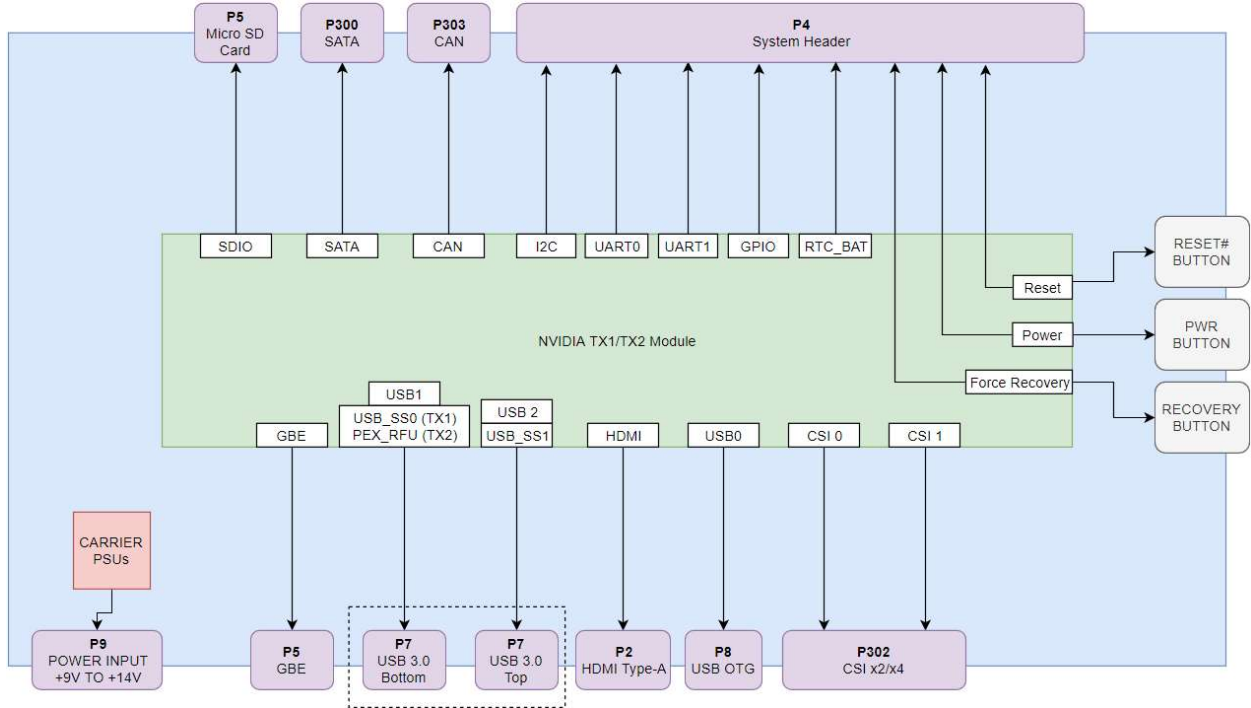 P5
Micro SD
Card
P300
SATA
P303
CAN
P4
System Header
SDIO
SATA
CAN
I2C
UART0
UART1
GPIO
RTC_BAT
RESET#
BUTTON
Reset
NVIDIA TX1/TX2 Module
Power
PWR
BUTTON
Force Recovery
RECOVERY
BUTTON
USB1
USB_SS0 (TX1)
PEX_RFU (TX2)
USB 2
USB_SS1
GBE
HDMI
USB0
CSI 0
CSI 1
CARRIER
PSUs
P9
POWER INPUT
+9V TO +14V
P5
GBE
P7
USB 3.0
Bottom
P7
USB 3.0
Top
P2
HDMI Type-A
P8
USB OTG
P302
CSI x2/x4